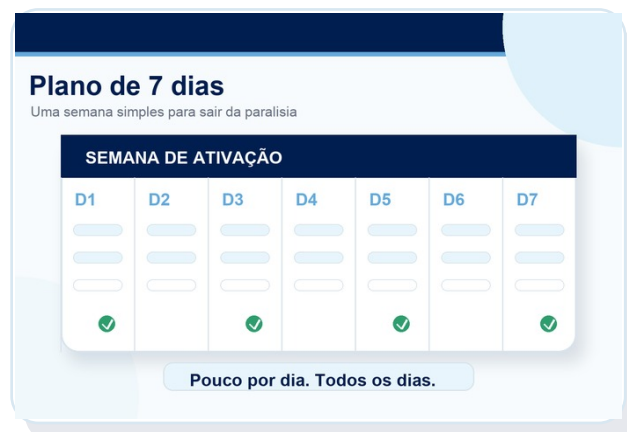 Plano de 7 dias
Uma semana simples para sair da paralisia
SEMANA DE ATIVAÇÃO
D1 D2 D3 D4 D5 D6 D7
Pouco por dia. Todos os dias.